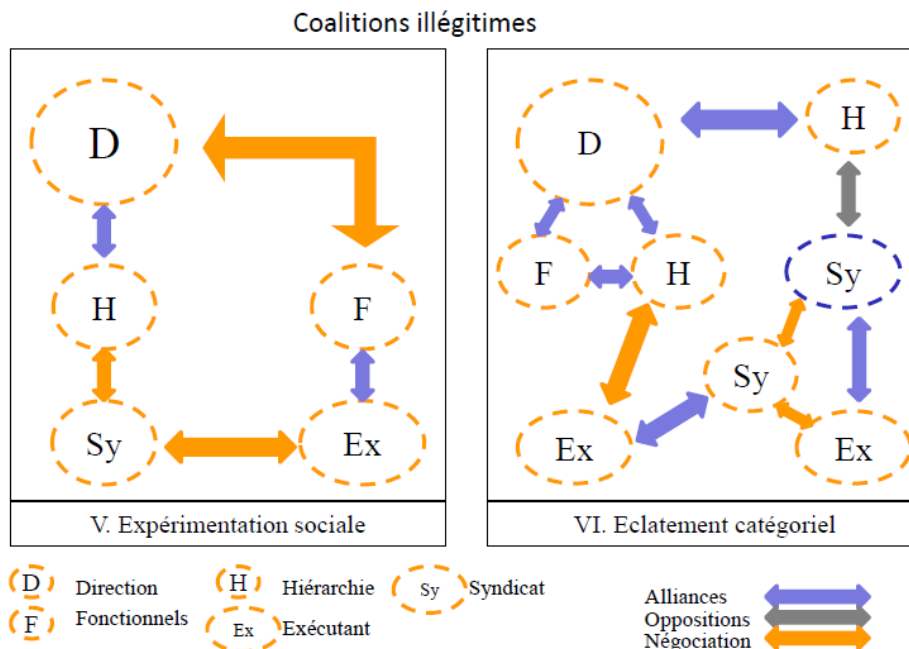 Coalitions illégitimes
D
H
F
Sy
Ex
V. Expérimentation sociale
D
H
F
H
Sy
Sy
Ex
Ex
VI. Eclatement catégoriel
D Direction
H Hiérarchie
Sy Syndicat
F Fonctionnels
Ex Exécutant
Alliances
Oppositions
Négociation